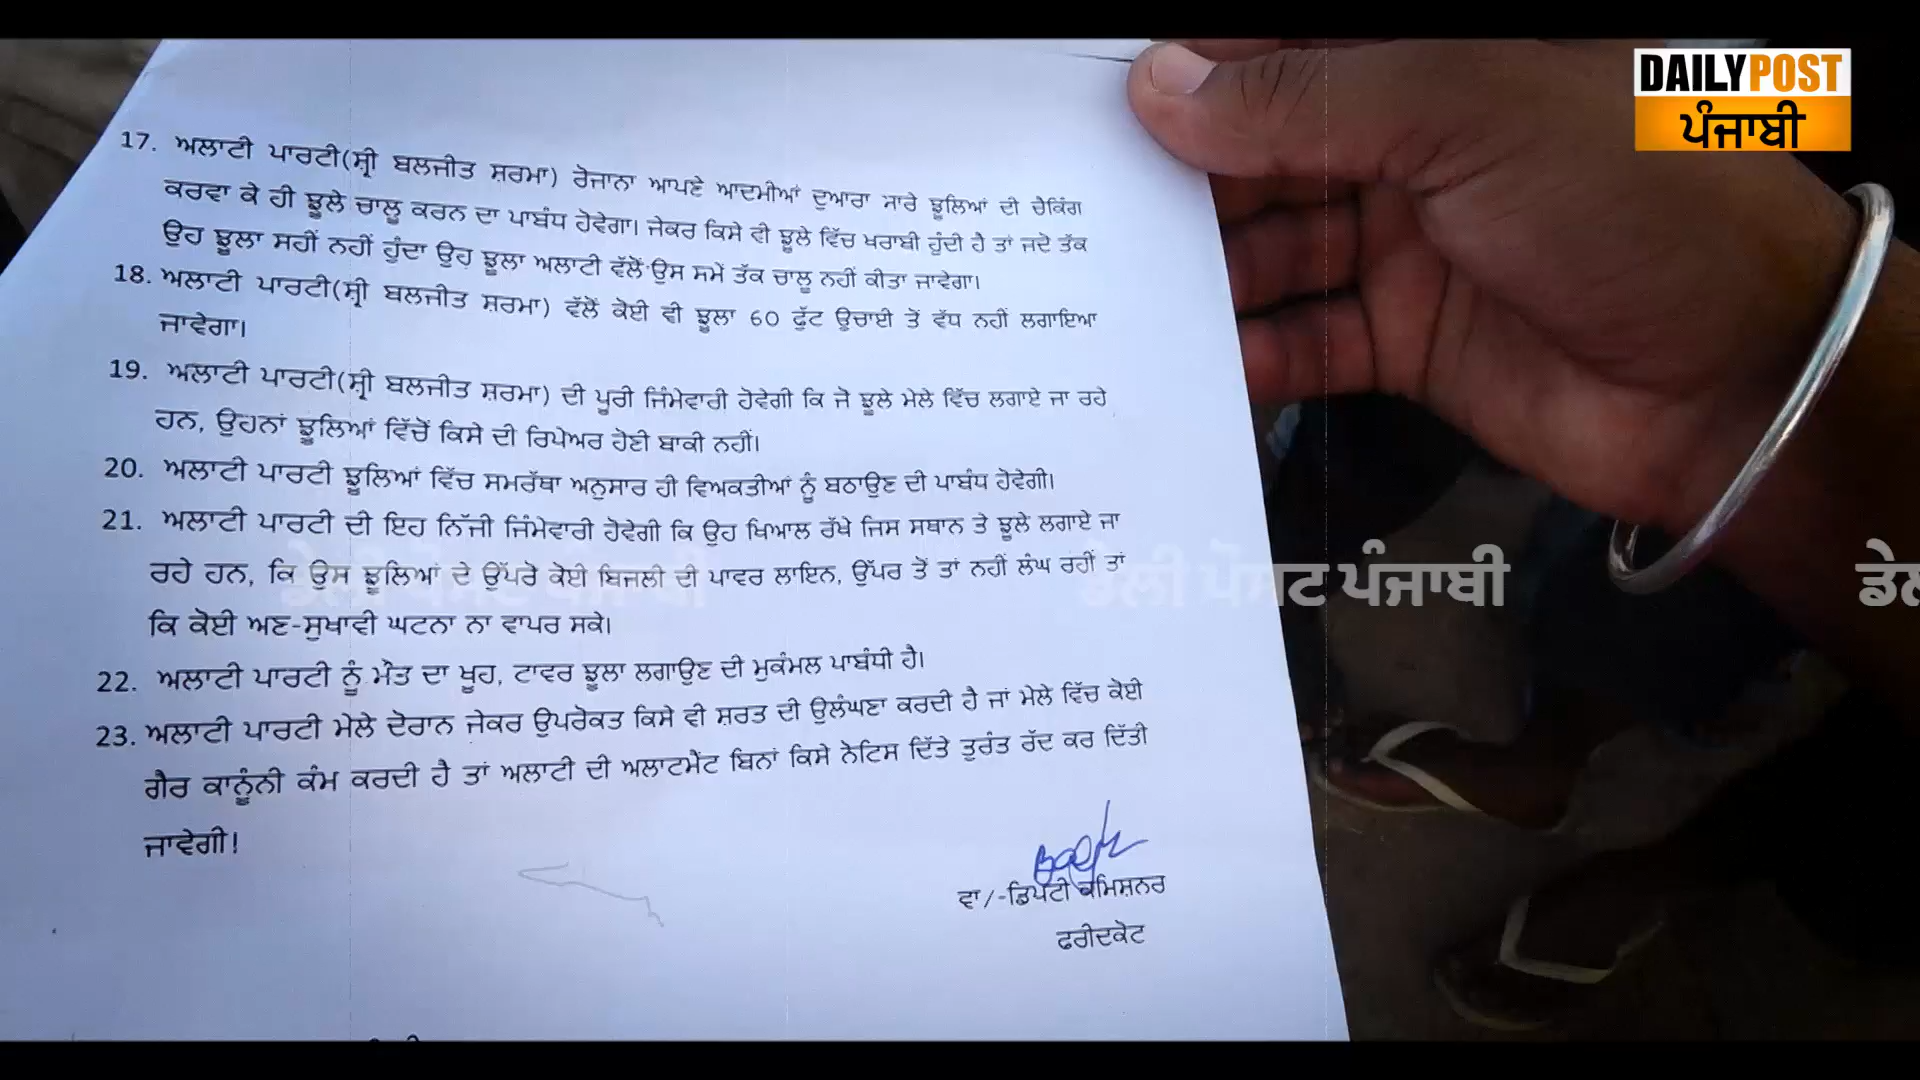 DAILYPOST
ਪੰਜਾਬੀ
17. ਅਲਾਟੀ ਪਾਰਟੀ(ਸ਼੍ਰੀ ਬਲਜੀਤ ਸ਼ਰਮਾ) ਰੋਜਾਨਾ ਆਪਣੇ ਆਦਮੀਆਂ ਦੁਆਰਾ ਸਾਰੇ ਝੂਲਿਆਂ ਦੀ ਚੈਕਿੰਗ
ਕਰਵਾ ਕੇ ਹੀ ਝੂਲੇ ਚਾਲੂ ਕਰਨ ਦਾ ਪਾਬੰਧ ਹੋਵੇਗਾ। ਜੇਕਰ ਕਿਸੇ ਵੀ ਝੂਲੇ ਵਿੱਚ ਖਰਾਬੀ ਹੁੰਦੀ ਹੈ ਤਾਂ ਜਦੋ ਤੱਕ
ਉਹ ਝੂਲਾ ਸਹੀਂ ਨਹੀਂ ਹੁੰਦਾ ਉਹ ਝੂਲਾ ਅਲਾਟੀ ਵੱਲੋਂ ਉਸ ਸਮੇਂ ਤੱਕ ਚਾਲੂ ਨਹੀਂ ਕੀਤਾ ਜਾਵੇਗਾ।
18. ਅਲਾਟੀ ਪਾਰਟੀ(ਸ਼੍ਰੀ ਬਲਜੀਤ ਸ਼ਰਮਾ) ਵੱਲੋਂ ਕੋਈ ਵੀ ਝੂਲਾ 60 ਫੁੱਟ ਉਚਾਈ ਤੋਂ ਵੱਧ ਨਹੀਂ ਲਗਾਇਆ
ਜਾਵੇਗਾ।
19. ਅਲਾਟੀ ਪਾਰਟੀ(ਸ਼੍ਰੀ ਬਲਜੀਤ ਸ਼ਰਮਾ) ਦੀ ਪੂਰੀ ਜਿੰਮੇਵਾਰੀ ਹੋਵੇਗੀ ਕਿ ਜੋ ਝੂਲੇ ਮੇਲੇ ਵਿੱਚ ਲਗਾਏ ਜਾ ਰਹੇ
ਹਨ, ਉਹਨਾਂ ਝੂਲਿਆਂ ਵਿੱਚੋਂ ਕਿਸੇ ਦੀ ਰਿਪੇਅਰ ਹੋਣੀ ਬਾਕੀ ਨਹੀਂ।
20. ਅਲਾਟੀ ਪਾਰਟੀ ਝੂਲਿਆਂ ਵਿੱਚ ਸਮਰੱਥਾ ਅਨੁਸਾਰ ਹੀ ਵਿਅਕਤੀਆਂ ਨੂੰ ਬਠਾਉਣ ਦੀ ਪਾਬੰਧ ਹੋਵੇਗੀ।
21. ਅਲਾਟੀ ਪਾਰਟੀ ਦੀ ਇਹ ਨਿੱਜੀ ਜਿੰਮੇਵਾਰੀ ਹੋਵੇਗੀ ਕਿ ਉਹ ਖਿਆਲ ਰੱਖੇ ਜਿਸ ਸਥਾਨ ਤੇ ਝੂਲੇ ਲਗਾਏ ਜਾ
ਰਹੇ ਹਨ, ਕਿ ਉਸ ਝੂਲਿਆਂ ਦੇ ਉੱਪਰੋ ਕੋਈ ਬਿਜਲੀ ਦੀ ਪਾਵਰ ਲਾਇਨ, ਉੱਪਰ ਤੋਂ ਤਾਂ ਨਹੀਂ ਲੰਘ ਰਹੀਂ ਤਾਂ
ਡੇਲੀ ਪੋਸਟ ਪੰਜਾਬੀ ਡੇਲੀ ਪੋਸਟ ਪੰਜਾਬੀ
ਕਿ ਕੋਈ ਅਣ-ਸੁਖਾਵੀ ਘਟਨਾ ਨਾ ਵਾਪਰ ਸਕੇ।
22. ਅਲਾਟੀ ਪਾਰਟੀ ਨੂੰ ਮੌਤ ਦਾ ਖੂਹ, ਟਾਵਰ ਝੂਲਾ ਲਗਾਉਣ ਦੀ ਮੁਕੰਮਲ ਪਾਬੰਧੀ ਹੈ।
23. ਅਲਾਟੀ ਪਾਰਟੀ ਮੇਲੇ ਦੋਰਾਨ ਜੇਕਰ ਉਪਰੋਕਤ ਕਿਸੇ ਵੀ ਸ਼ਰਤ ਦੀ ਉਲੰਘਣਾ ਕਰਦੀ ਹੈ ਜਾਂ ਮੇਲੇ ਵਿੱਚ ਕੋਈ
ਗੈਰ ਕਾਨੂੰਨੀ ਕੰਮ ਕਰਦੀ ਹੈ ਤਾਂ ਅਲਾਟੀ ਦੀ ਅਲਾਟਮੈਂਟ ਬਿਨਾਂ ਕਿਸੇ ਨੋਟਿਸ ਦਿੱਤੇ ਤੁਰੰਤ ਰੱਦ ਕਰ ਦਿੱਤੀ
ਜਾਵੇਗੀ!
ਵਾ/-ਡਿਪਟੀ ਕਮਿਸ਼ਨਰ
ਫਰੀਦਕੋਟ